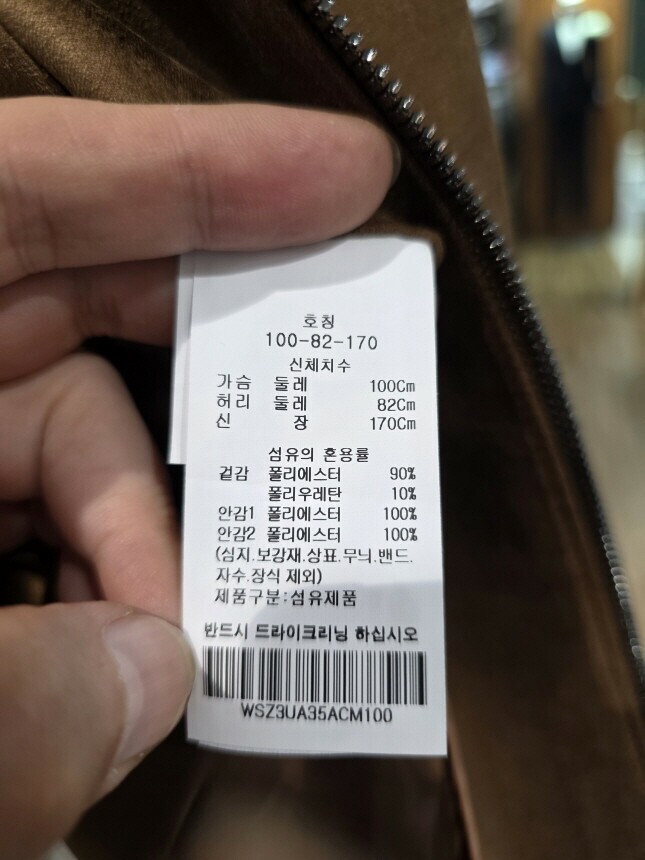 호칭
100-82-170
신체치수
가슴 둘레 100Cm
허리 둘레 82Cm
신 장 170Cm
섬유의 혼용률
겉감 폴리에스터 90%
폴리우레탄 10%
안감1 폴리에스터 100%
안감2 폴리에스터 100%
(심지.보강재.상표.무늬.밴드.
자수.장식 제외)
제품구분:섬유제품
반드시 드라이크리닝 하십시오
WSZ3UA35ACM100